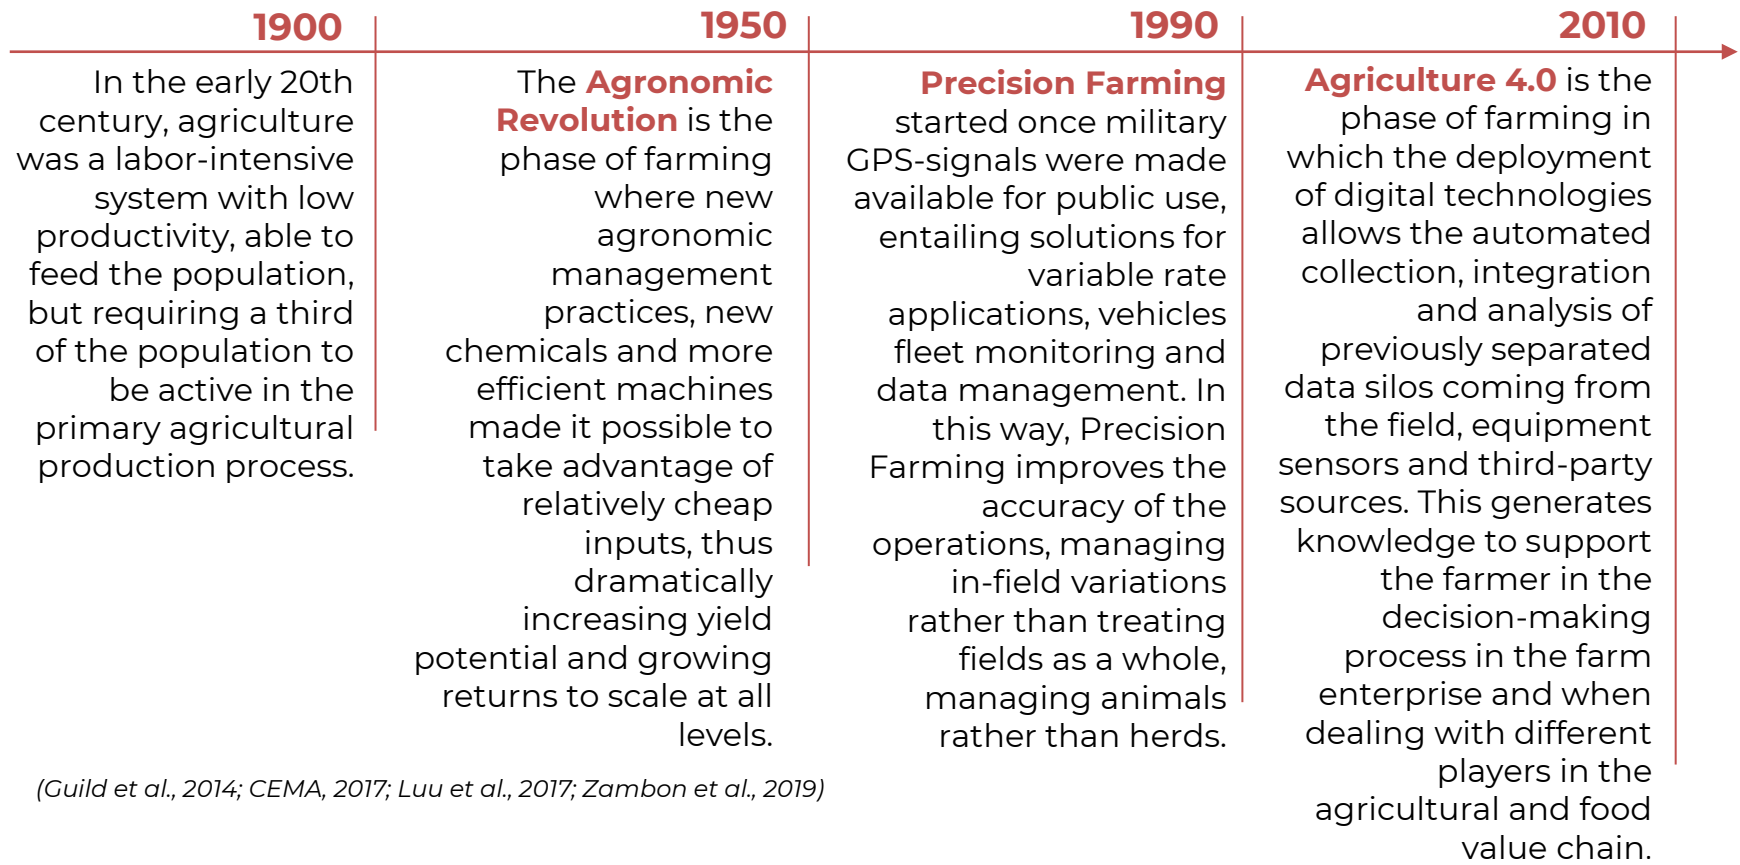 1900
In the early 20th
century, agriculture
was a labor-intensive
system with low
productivity, able to
feed the population,
but requiring a third
of the population to
be active in the
primary agricultural
production process.
1950
The Agronomic
Revolution is the
phase of farming
where new
agronomic
management
practices, new
chemicals and more
efficient machines
made it possible to
take advantage of
relatively cheap
inputs, thus
dramatically
increasing yield
potential and growing
returns to scale at all
levels.
1990
Precision Farming
started once military
GPS-signals were made
available for public use,
entailing solutions for
variable rate
applications, vehicles
fleet monitoring and
data management. In
this way, Precision
Farming improves the
accuracy of the
operations, managing
in-field variations
rather than treating
fields as a whole,
managing animals
rather than herds.
2010
Agriculture 4.0 is the
phase of farming in
which the deployment
of digital technologies
allows the automated
collection, integration
and analysis of
previously separated
data silos coming from
the field, equipment
sensors and third-party
sources. This generates
knowledge to support
the farmer in the
decision-making
process in the farm
enterprise and when
dealing with different
players in the
agricultural and food
value chain.
(Guild et al., 2014; CEMA, 2017; Luu et al., 2017; Zambon et al., 2019)